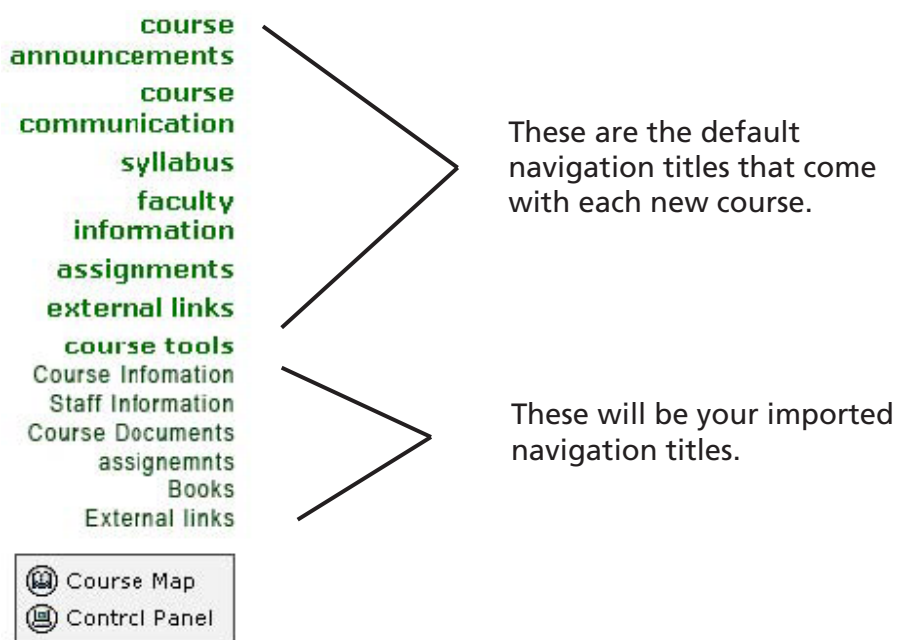 course
announcements
course
communication
syllabus
faculty
information
assignments
external links
course tools
Course Infomation
Staff Information
Course Documents
assignemnts
Books
External links
Course Map
Control Panel
These are the default
navigation titles that come
with each new course.
These will be your imported
navigation titles.